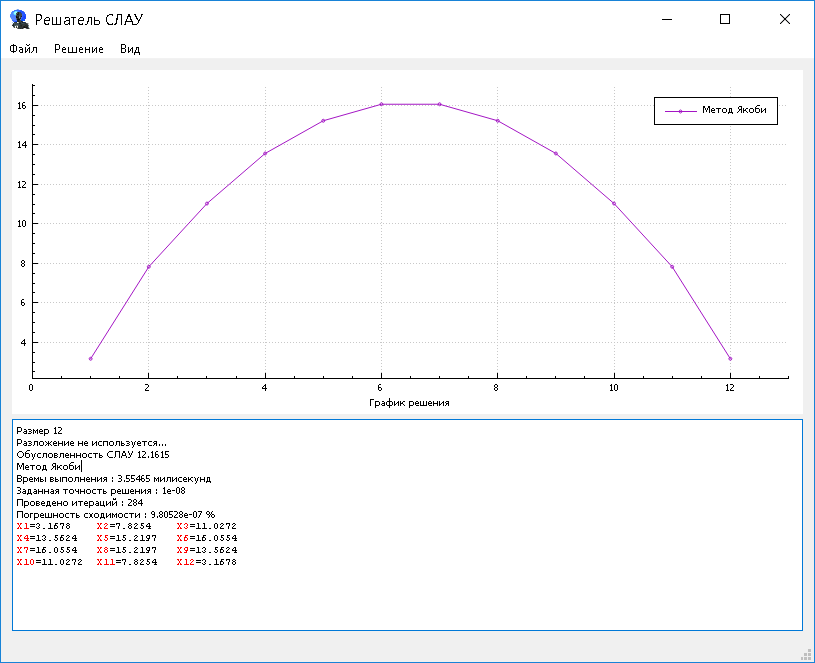 Решатель СЛАУ
Файл Решение Вид
16
14
12
10
8
6
4
Метод Якоби
0 2 4 6 8 10 12
График решения
Размер 12
Разложение не используется...
Обусловленность СЛАУ 12.1615
Метод Якоби
Времы выполнения : 3.55465 милисекунд
Заданная точность решения : 1e-08
Проведено итераций : 284
Погрешность сходимости : 9.80528e-07 %
X1=3.1678 X2=7.8254 X3=11.0272
X4=13.5624 X5=15.2197 X6=16.0554
X7=16.0554 X8=15.2197 X9=13.5624
X10=11.0272 X11=7.8254 X12=3.1678